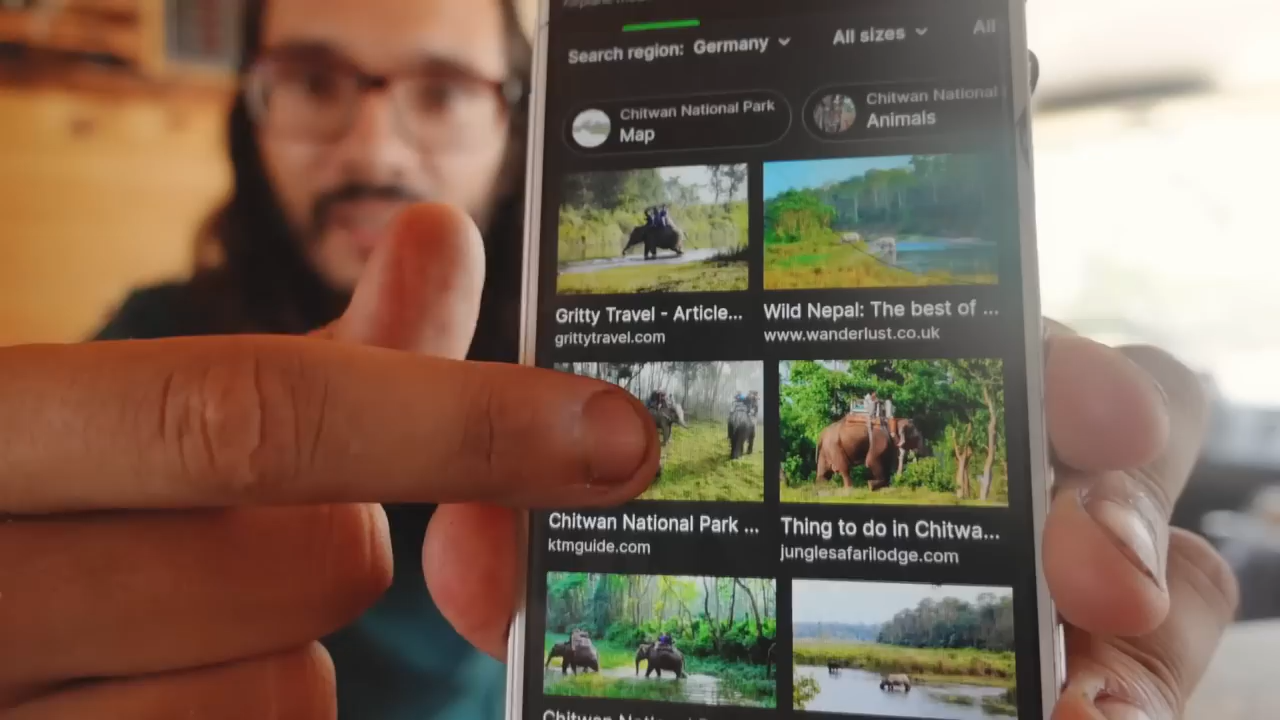 Search region: Germany
All sizes
All
Chitwan National Park
Map
Chitwan National
Animals
Gritty Travel - Article...
grittytravel.com
Wild Nepal: The best of ...
www.wanderlust.co.uk
Chitwan National Park ...
ktmguide.com
Thing to do in Chitwa...
junglesafarilodge.com
Chitwan